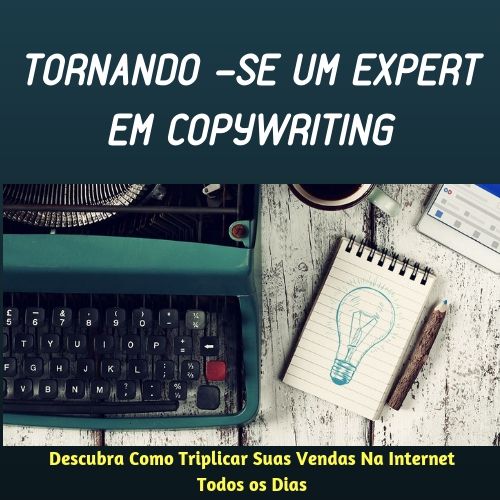 TORNANDO -SE UM EXPERT
EM COPYWRITING
Descubra Como Triplicar Suas Vendas Na Internet
Todos os Dias